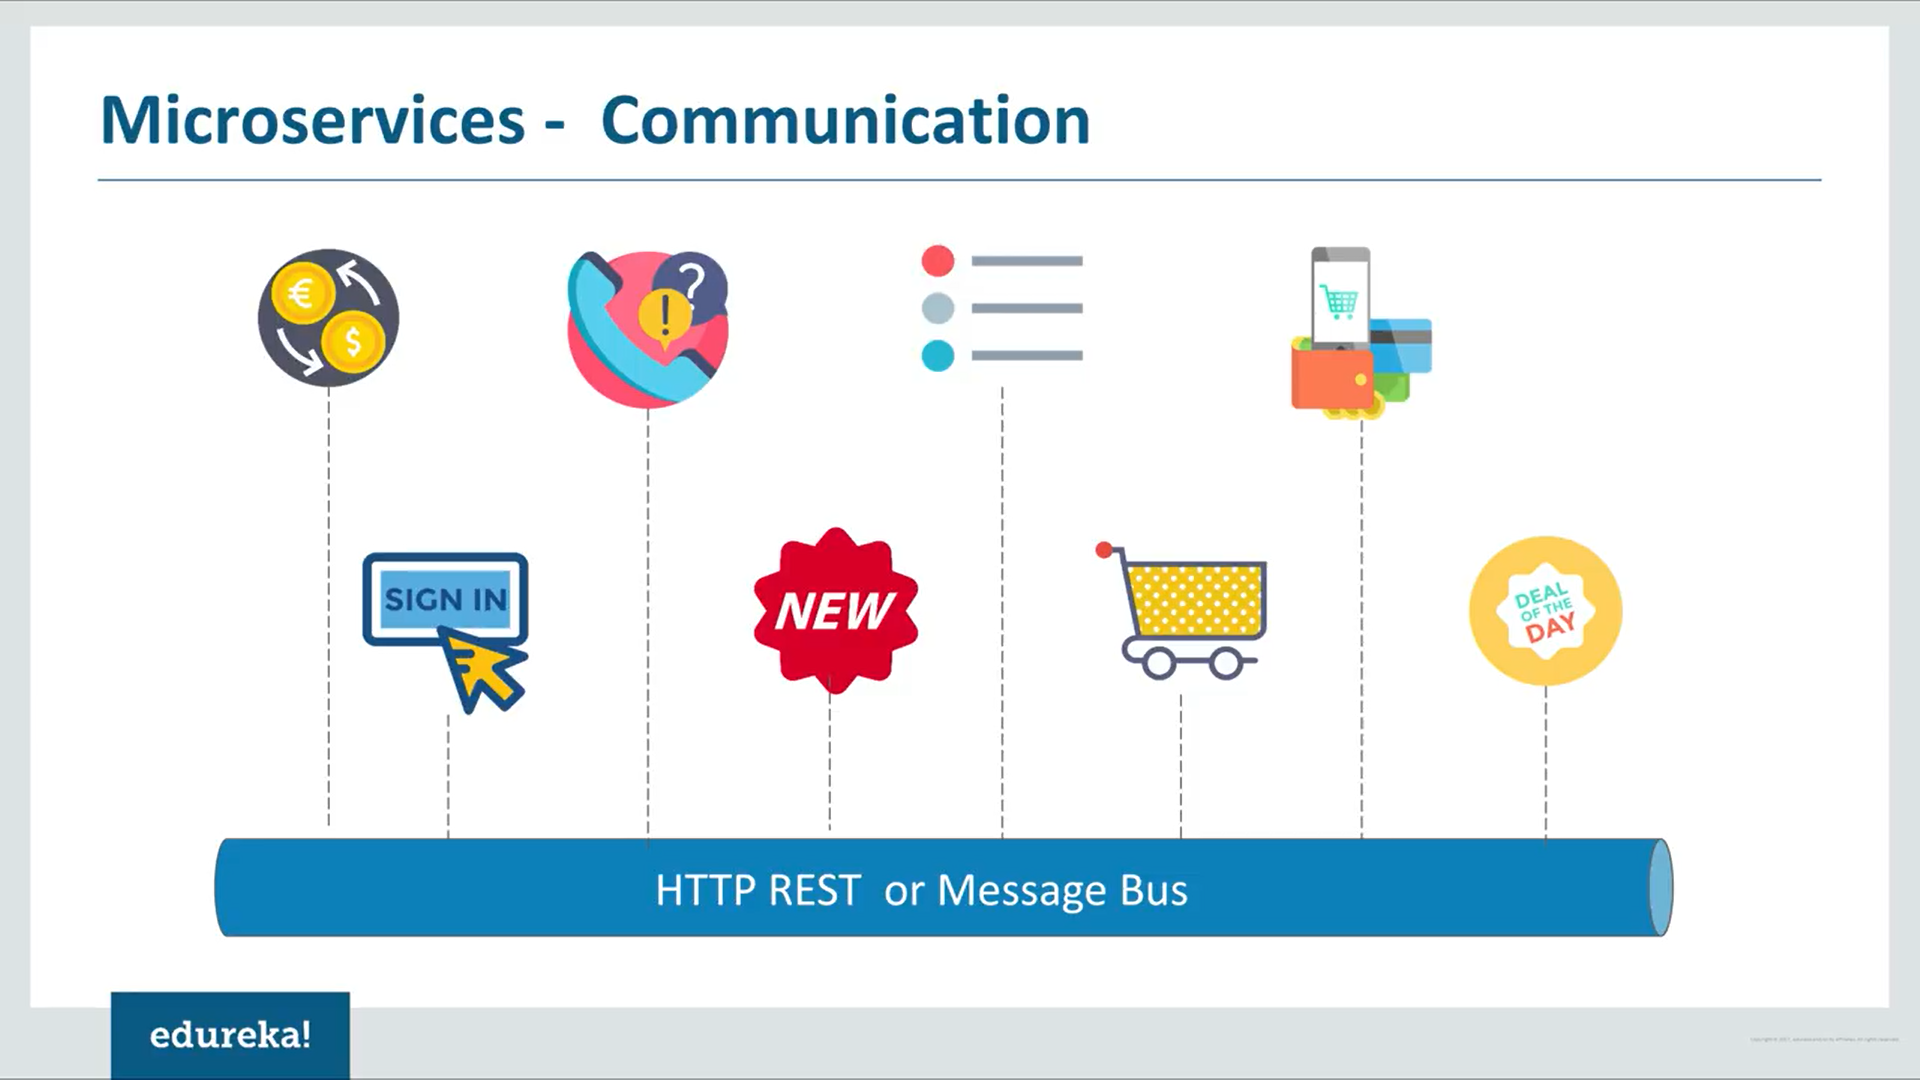 Microservices - Communication
€
$
?
!
SIGN IN
NEW
DEAL
OF THE
DAY
HTTP REST or Message Bus
edureka!